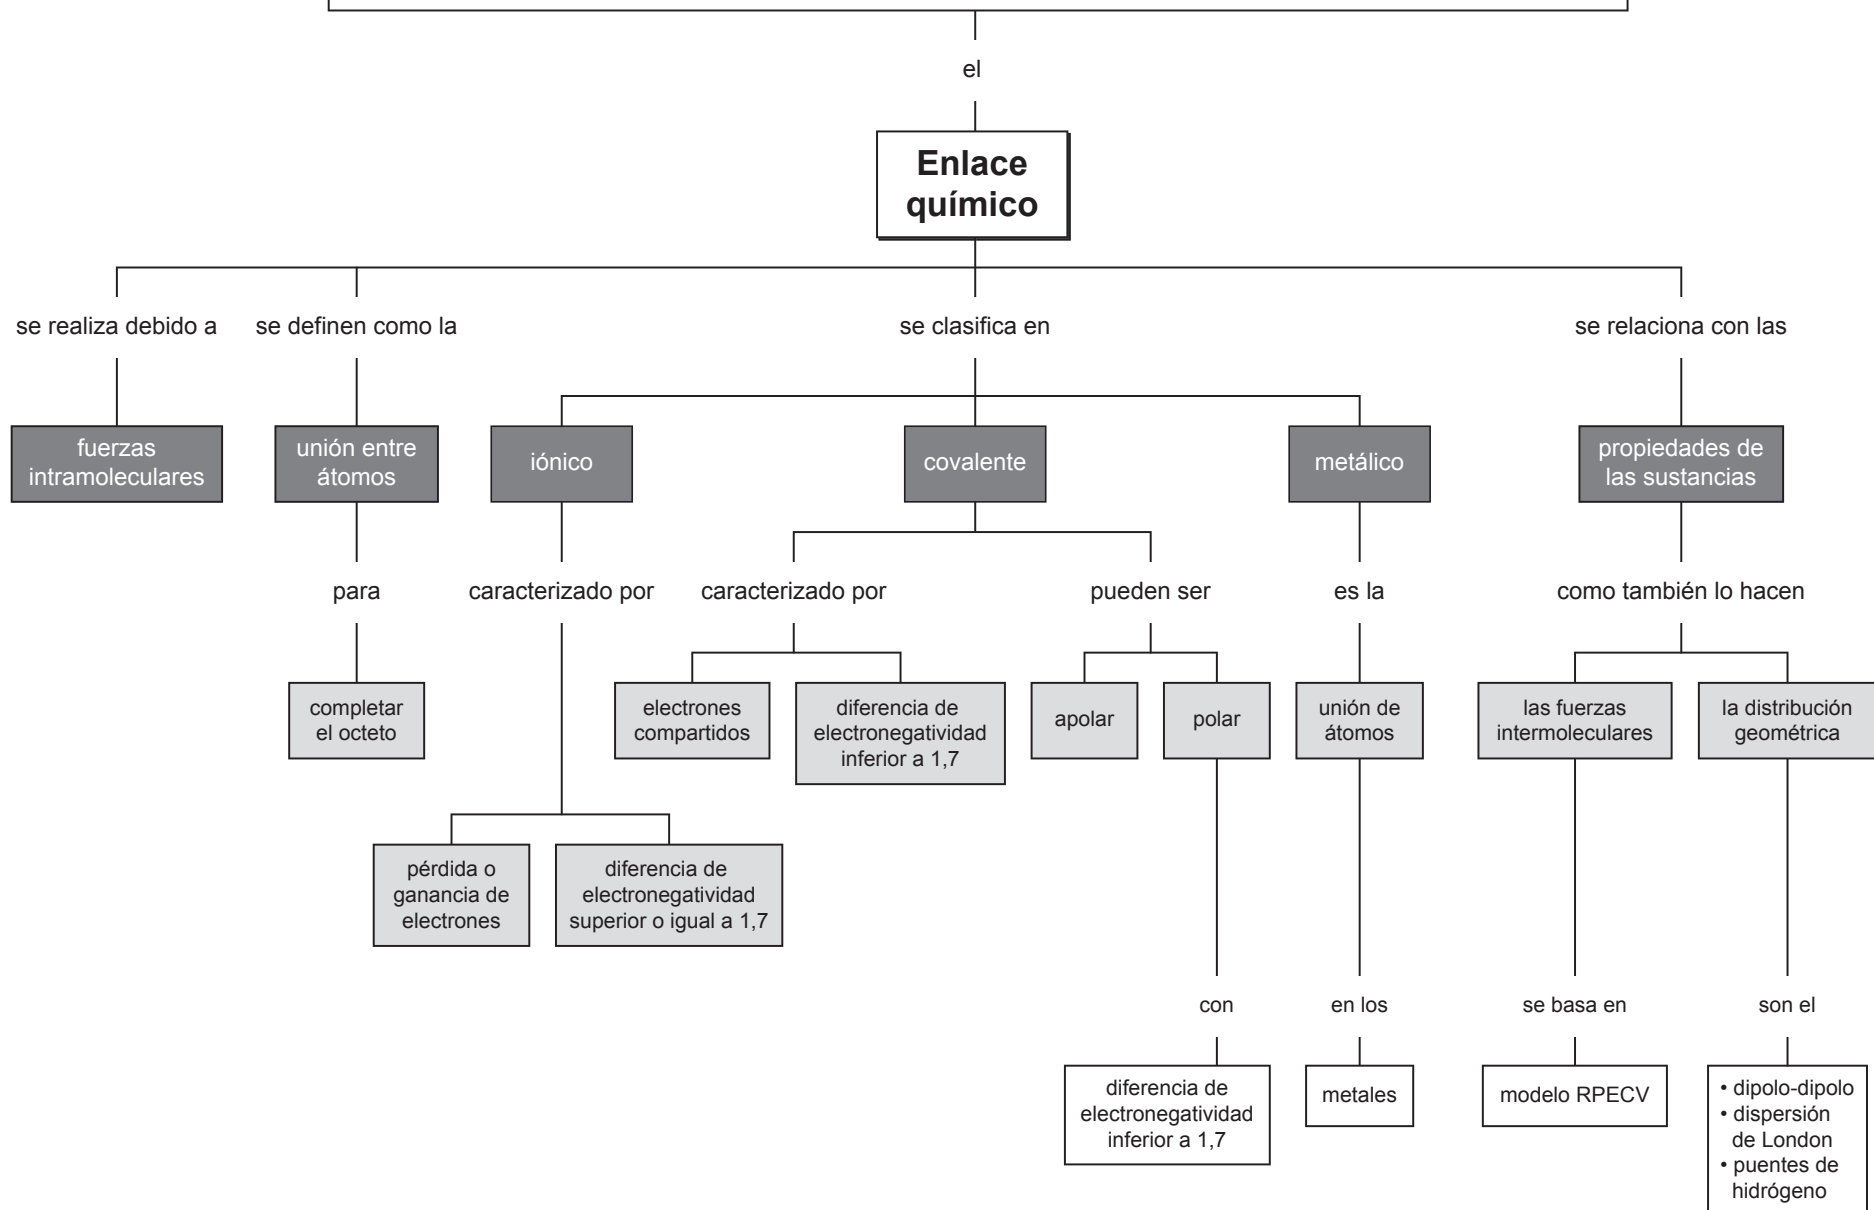 el
Enlace
químico
se realiza debido a
se definen como la
se clasifica en
se relaciona con las
fuerzas
intramoleculares
unión entre
átomos
iónico
covalente
metálico
propiedades de
las sustancias
para
caracterizado por
caracterizado por
pueden ser
es la
como también lo hacen
completar
el octeto
electrones
compartidos
diferencia de
electronegatividad
inferior a 1,7
apolar
polar
unión de
átomos
las fuerzas
intermoleculares
la distribución
geométrica
pérdida o
ganancia de
electrones
diferencia de
electronegatividad
superior o igual a 1,7
con
en los
se basa en
son el
diferencia de
electronegatividad
inferior a 1,7
metales
modelo RPECV
• dipolo-dipolo
• dispersión
de London
• puentes de
hidrógeno